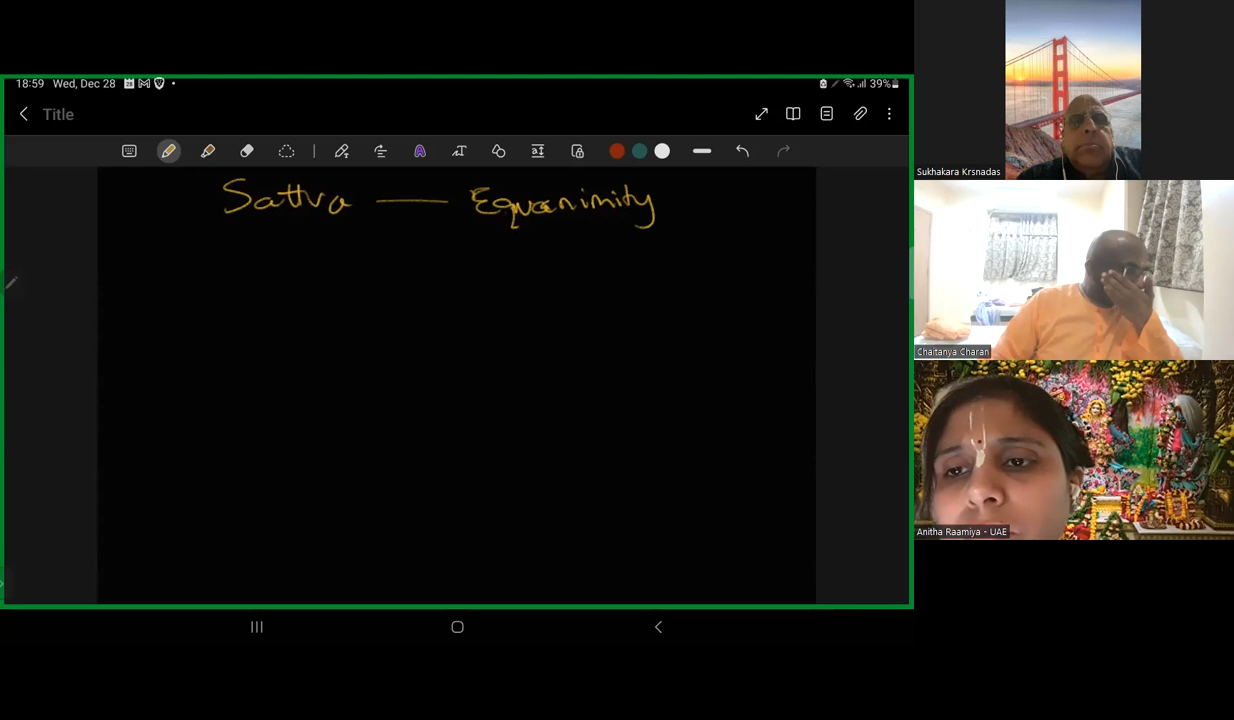 18:59 Wed, Dec 28
39%
Title
Sattva — Equanimity
Sukhakara Krsnadas
Chaitanya Charan
Anitha Raamiya - UAE